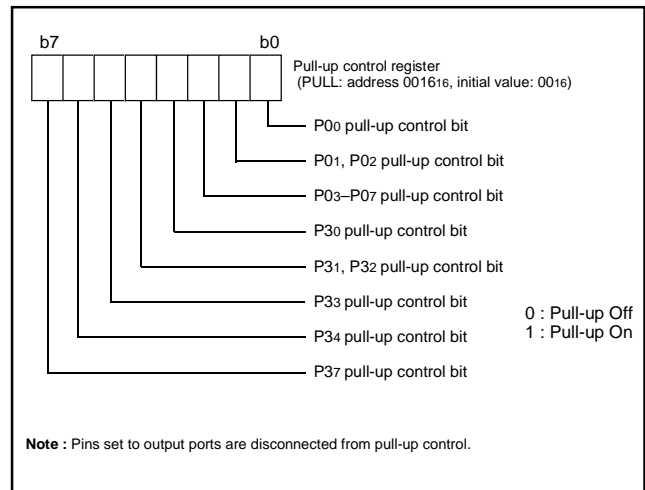 b7 b0
Pull-up control register
(PULL: address 0016₁₆, initial value: 00₁₆)
P0₀ pull-up control bit
P0₁, P0₂ pull-up control bit
P0₃–P0₇ pull-up control bit
P3₀ pull-up control bit
P3₁, P3₂ pull-up control bit
P3₃ pull-up control bit
P3₄ pull-up control bit
P3₇ pull-up control bit
0 : Pull-up Off
1 : Pull-up On
Note : Pins set to output ports are disconnected from pull-up control.